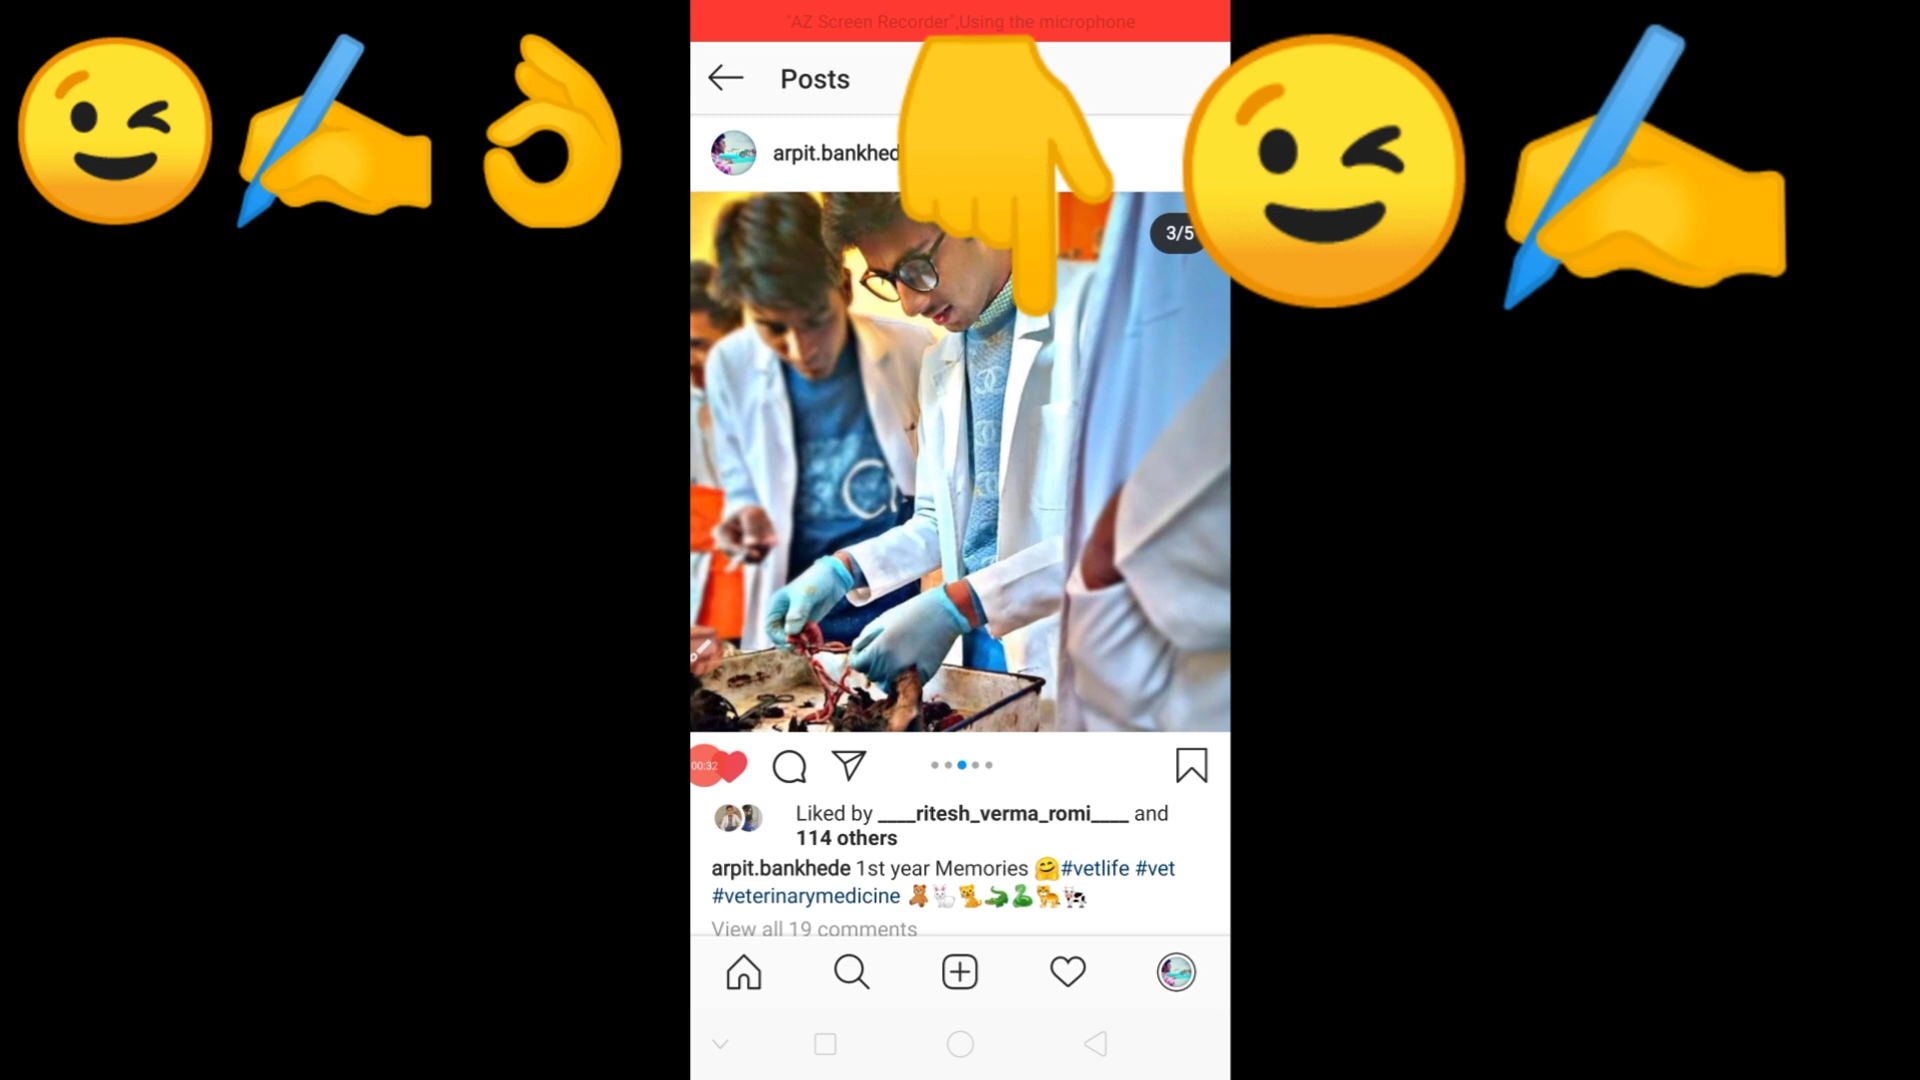 "AZ Screen Recorder",Using the microphone
Posts
arpit.bankhed
3/5
00:32
Liked by ____ritesh_verma_romi____ and
114 others
arpit.bankhede 1st year Memories 🤗#vetlife #vet
#veterinarymedicine 🧸🐇🐈🐊🐍🐅🐄
View all 19 comments